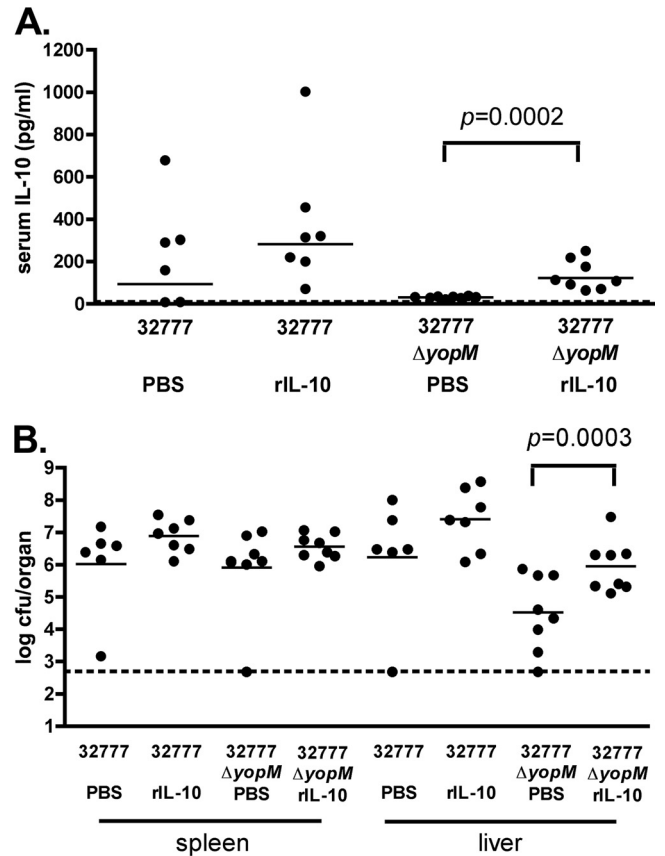 A.
serum IL-10 (pg/ml)
1200
1000
800
600
400
200
0
p=0.0002
32777 32777 32777 32777
ΔyopM ΔyopM
PBS rIL-10 PBS rIL-10
B.
log cfu/organ
9
8
7
6
5
4
3
2
1
p=0.0003
32777 32777 32777 32777 32777 32777 32777 32777
ΔyopM ΔyopM ΔyopM ΔyopM
PBS rIL-10 PBS rIL-10 PBS rIL-10 PBS rIL-10
spleen liver